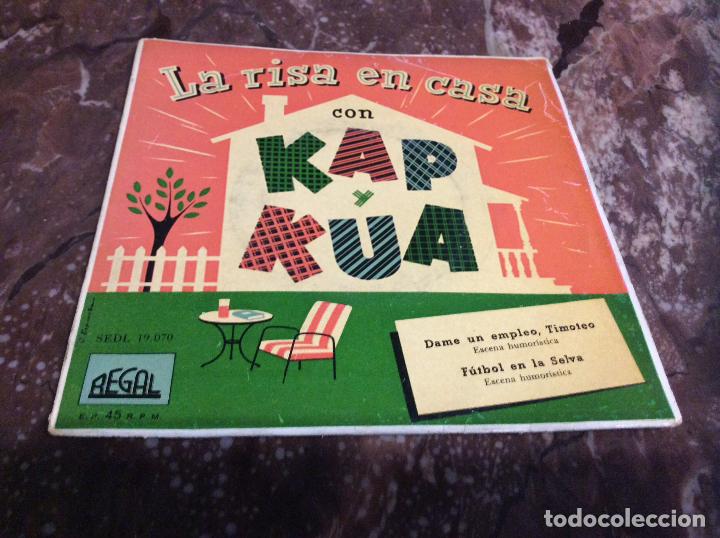 La risa en casa
con
KAP
y
KUA
SEDL 19.070
REGAL
E.P. 45 R.P.M.
Dame un empleo, Timoteo
Escena humorística
Fútbol en la Selva
Escena humorística
todocoleccion.net